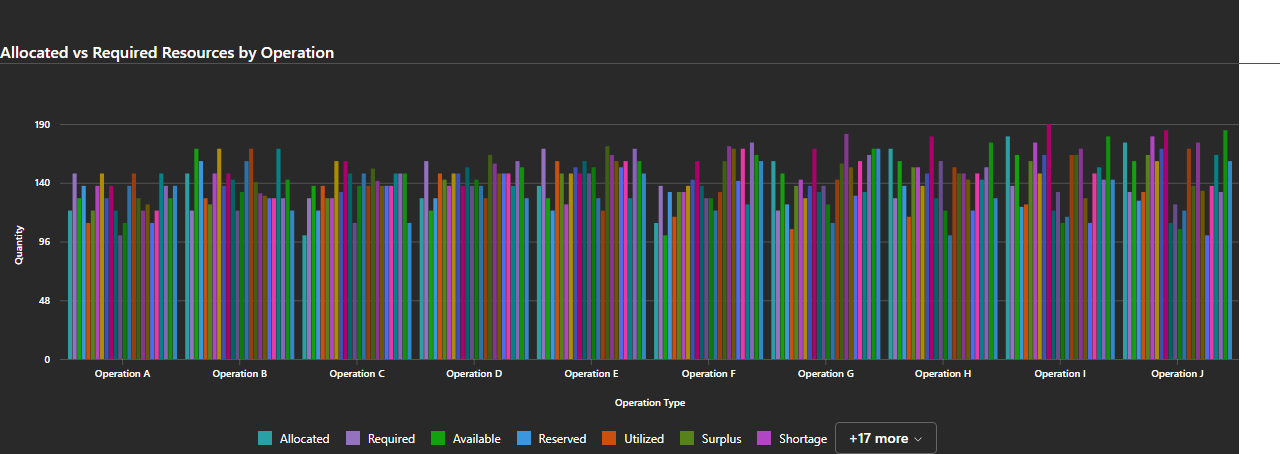 Allocated vs Required Resources by Operation
190
140
96
48
0
Quantity
Operation A Operation B Operation C Operation D Operation E Operation F Operation G Operation H Operation I Operation J
Operation Type
Allocated Required Available Reserved Utilized Surplus Shortage +17 more